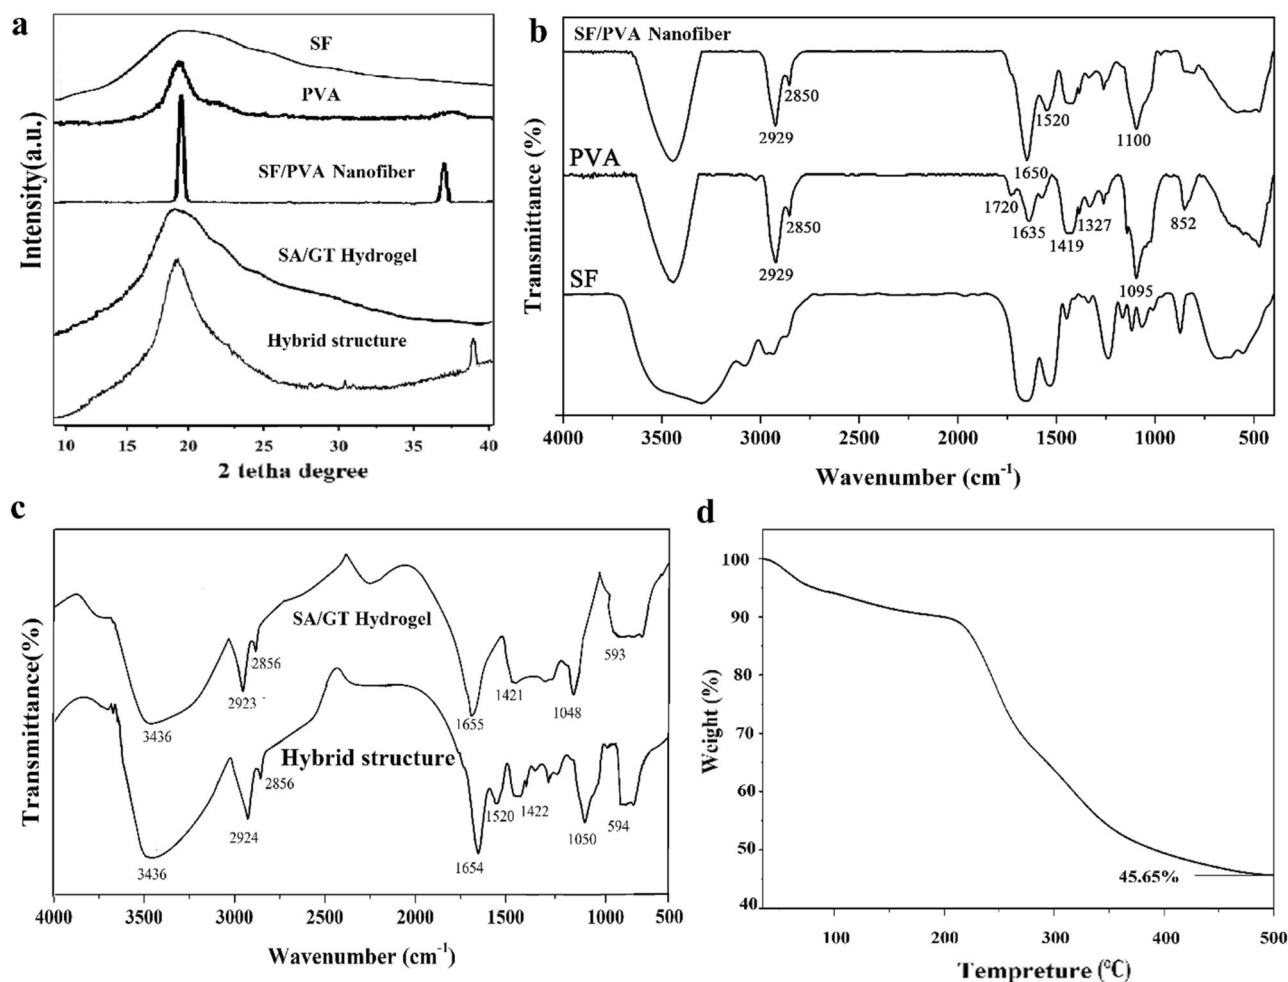 a
SF
PVA
SF/PVA Nanofiber
SA/GT Hydrogel
Hybrid structure
Intensity(a.u.)
10 15 20 25 30 35 40
2 tetha degree
b
SF/PVA Nanofiber
2850
2929
1520
1650
1100
PVA
2850
2929
1720
1635
1419
1327
1095
852
SF
Transmittance (%)
4000 3500 3000 2500 2000 1500 1000 500
Wavenumber (cm-1)
c
SA/GT Hydrogel
3436
2923
2856
1655
1421
1048
593
Hybrid structure
3436
2924
2856
1654
1520
1422
1050
594
Transmittance(%)
4000 3500 3000 2500 2000 1500 1000 500
Wavenumber (cm-1)
d
100
90
80
70
60
50
40
Weight (%)
45.65%
100 200 300 400 500
Tempreture (°C)